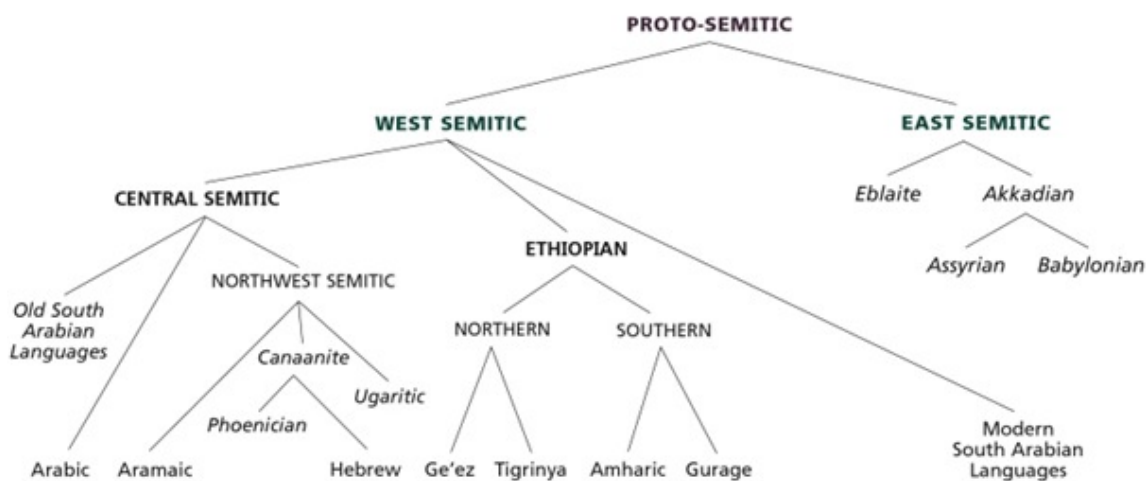 PROTO-SEMITIC
WEST SEMITIC
EAST SEMITIC
Eblaite
Akkadian
CENTRAL SEMITIC
ETHIOPIAN
Assyrian
Babylonian
NORTHWEST SEMITIC
Old South
Arabian
Languages
NORTHERN
SOUTHERN
Canaanite
Ugaritic
Phoenician
Modern
South Arabian
Languages
Arabic
Aramaic
Hebrew
Ge’ez
Tigrinya
Amharic
Gurage